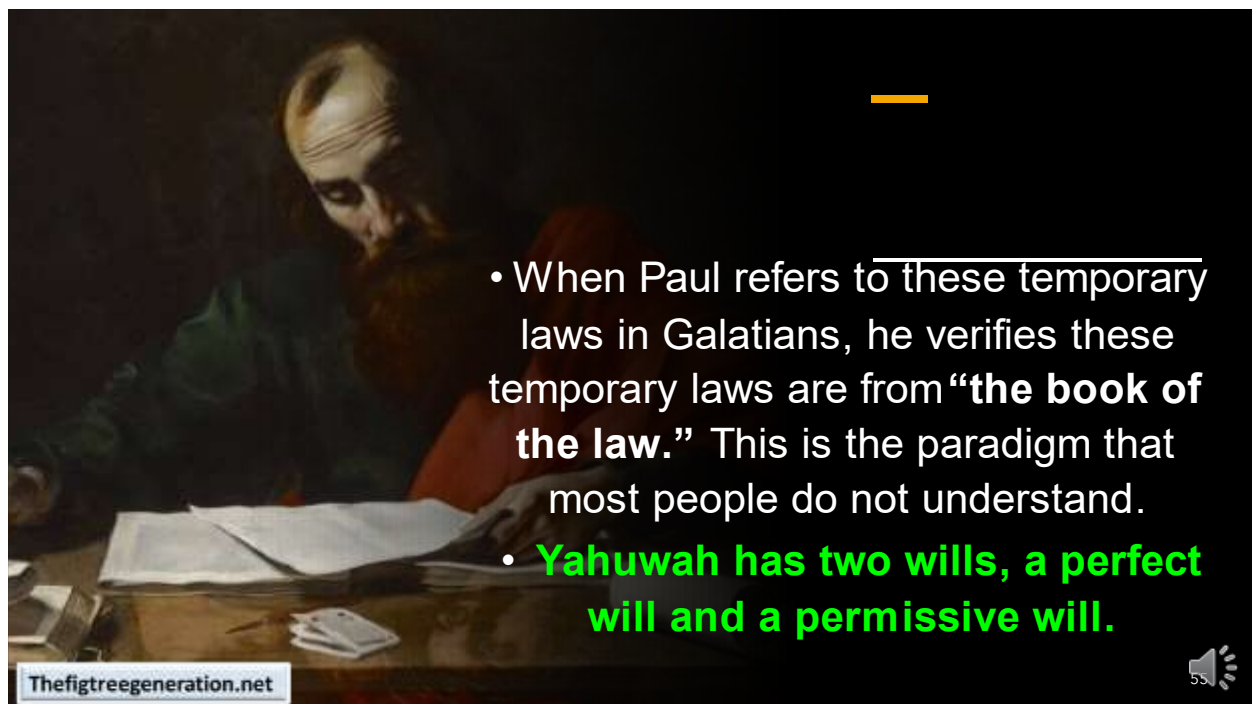 • When Paul refers to these temporary
laws in Galatians, he verifies these
temporary laws are from “the book of
the law.” This is the paradigm that
most people do not understand.
• Yahuwah has two wills, a perfect
will and a permissive will.
Thefigtreegeneration.net
55